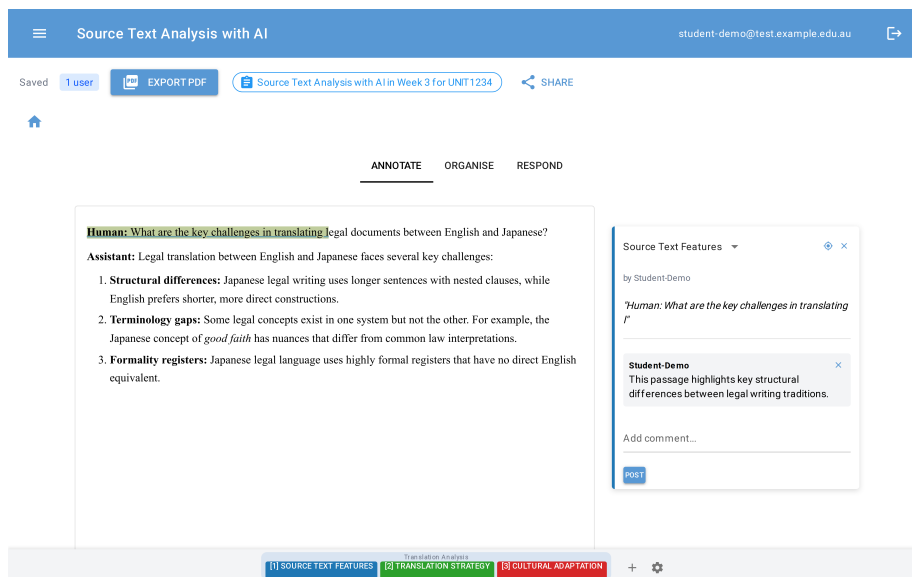 Source Text Analysis with AI
student-demo@test.example.edu.au
Saved
1 user
PDF
EXPORT PDF
Source Text Analysis with AI in Week 3 for UNIT1234
SHARE
ANNOTATE
ORGANISE
RESPOND
Human: What are the key challenges in translating legal documents between English and Japanese?
Assistant: Legal translation between English and Japanese faces several key challenges:
1. Structural differences: Japanese legal writing uses longer sentences with nested clauses, while
English prefers shorter, more direct constructions.
2. Terminology gaps: Some legal concepts exist in one system but not the other. For example, the
Japanese concept of good faith has nuances that differ from common law interpretations.
3. Formality registers: Japanese legal language uses highly formal registers that have no direct English
equivalent.
Source Text Features
by Student-Demo
"Human: What are the key challenges in translating
l"
Student-Demo
This passage highlights key structural
differences between legal writing traditions.
Add comment...
POST
Translation Analysis
[1] SOURCE TEXT FEATURES
[2] TRANSLATION STRATEGY
[3] CULTURAL ADAPTATION